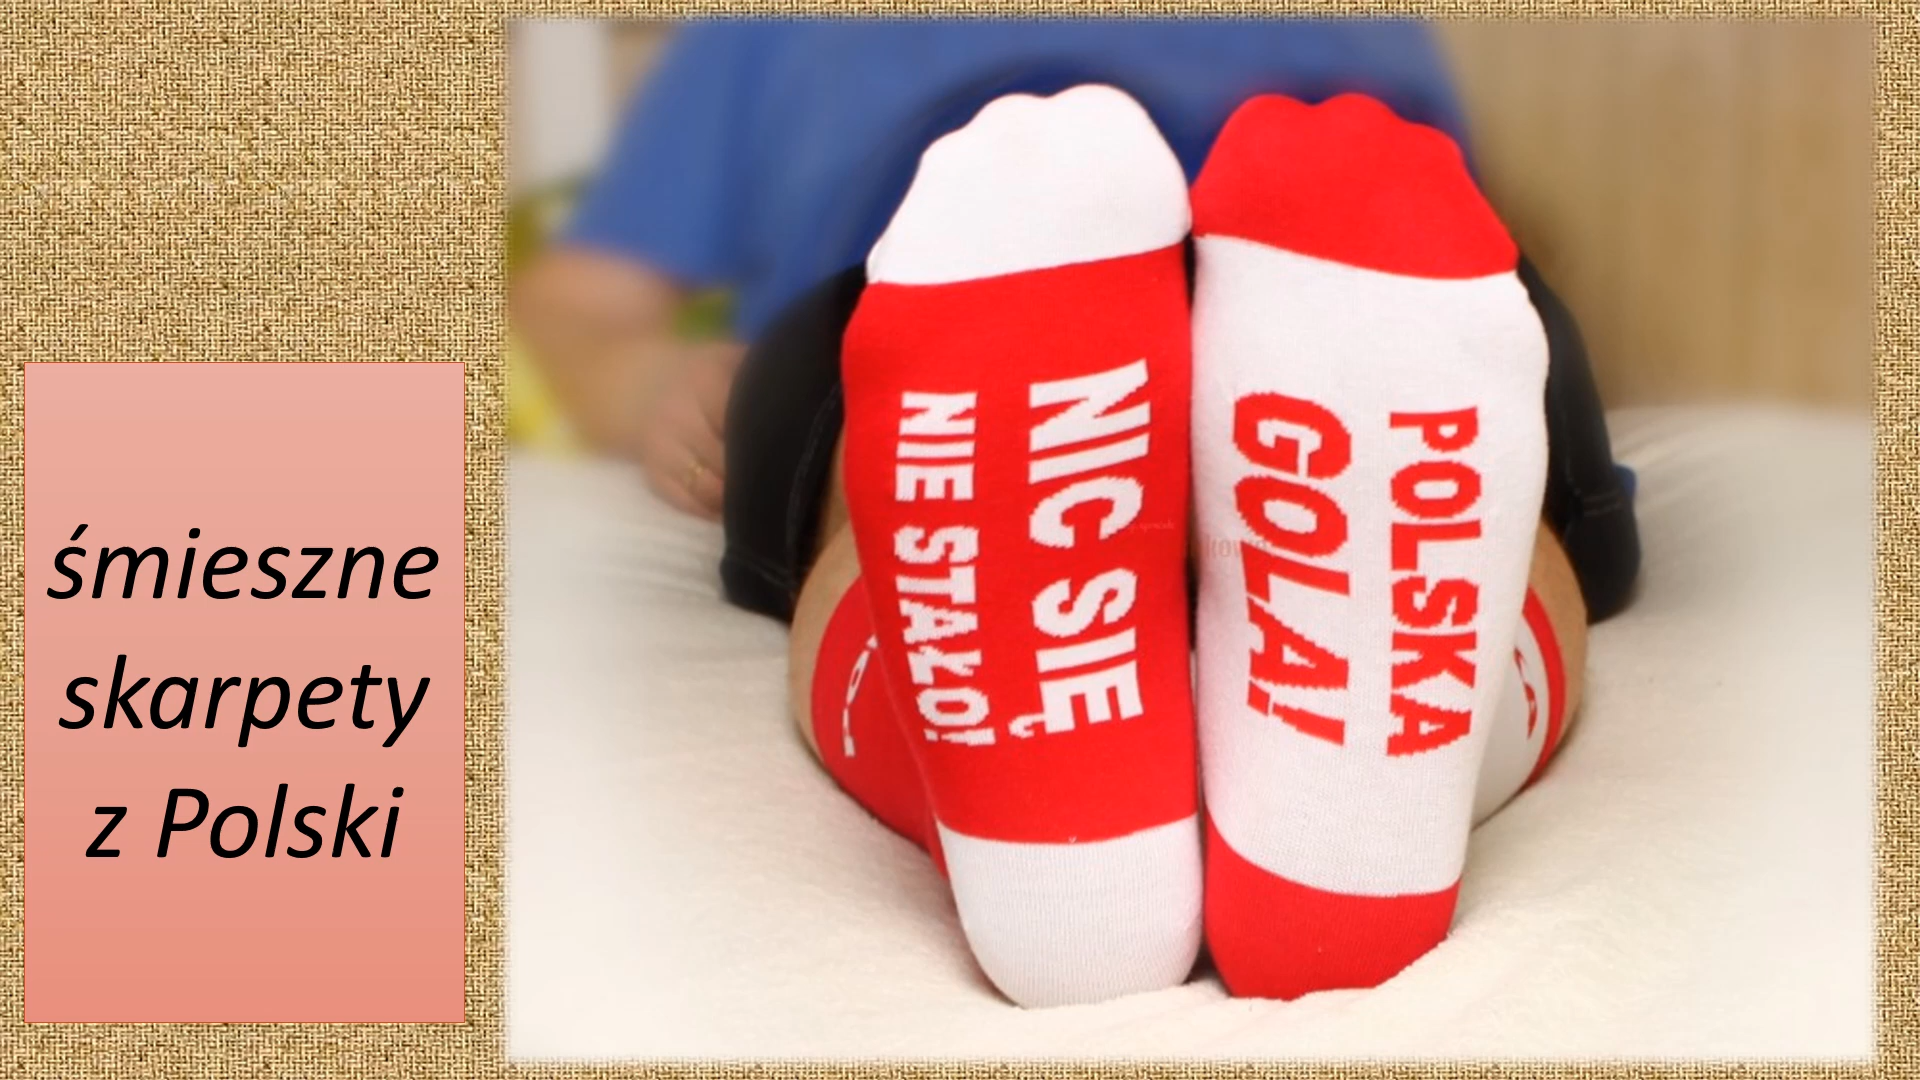 śmieszne
skarpety
z Polski
NIC SIĘ
NIE STAŁO!
POLSKA
GOLA!